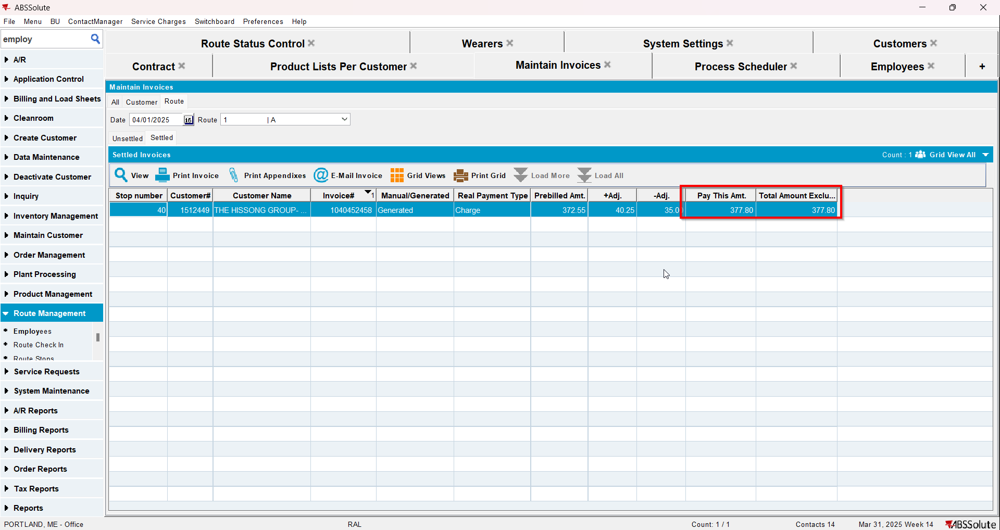 ABSSolute
File Menu BU ContactManager Service Charges Switchboard Preferences Help
employ
Route Status Control Wearers System Settings Customers
Contract Product Lists Per Customer Maintain Invoices Process Scheduler Employees +
A/R
Application Control
Billing and Load Sheets
Cleanroom
Create Customer
Data Maintenance
Deactivate Customer
Inquiry
Inventory Management
Maintain Customer
Order Management
Plant Processing
Product Management
Route Management
Employees
Route Check In
Route Stops
Service Requests
System Maintenance
A/R Reports
Billing Reports
Delivery Reports
Order Reports
Tax Reports
Reports
Maintain Invoices
All Customer Route
Date 04/01/2025 15 Route 1 | A
Unsettled Settled
Settled Invoices Count : 1 Grid View All
View Print Invoice Print Appendixes E-Mail Invoice Grid Views Print Grid Load More Load All
Stop number Customer# Customer Name Invoice# 1 Manual/Generated Real Payment Type Prebilled Amt. +Adj. -Adj. Pay This Amt. Total Amount Exclu...
40 1512449 THE HISSONG GROUP- ... 1040452458 Generated Charge 372.55 40.25 35.00 377.80 377.80
PORTLAND, ME - Office RAL Count: 1 / 1 Contacts 14 Mar 31, 2025 Week 14 ABSSolute